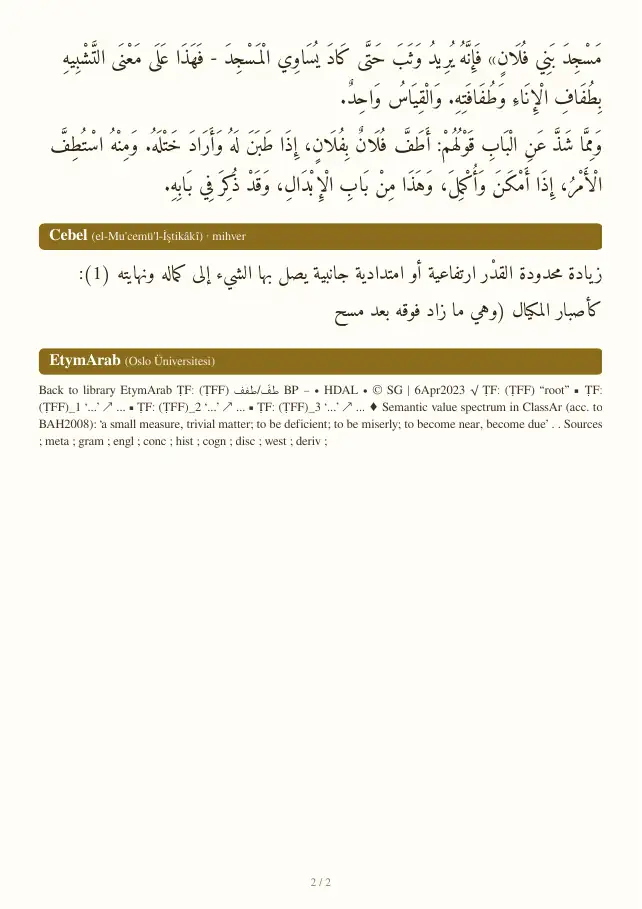 مَسْجِدَ بَنِي فُلَانٍ» فَإِنَّهُ يُرِيدُ وَثَبَ حَتَّى كَادَ يُسَاوِي الْمَسْجِدَ - فَهَذَا عَلَى مَعْنَى التَّشْبِيهِ
بِطُفَافِ الْإِنَاءِ وَطُفَافَتِهِ. وَالْقِيَاسُ وَاحِدٌ.
وَمِمَّا شَذَّ عَنِ الْبَابِ قَوْلُهُمْ: أَطَفَّ فُلَانٌ بِفُلَانٍ، إِذَا طَبَنَ لَهُ وَأَرَادَ خَتْلَهُ. وَمِنْهُ اسْتُطِفَّ
الْأَمْرُ، إِذَا أَمْكَنَ وَأُكْمِلَ، وَهَذَا مِنْ بَابِ الْإِبْدَالِ، وَقَدْ ذُكِرَ فِي بَابِهِ.
Cebel (el-Mu'cemü'l-İştikâkî) · mihver
زيادة محدودة القدْر ارتفاعية أو امتدادية جانبية يصل بها الشيء إلى كماله ونهايته (1):
كأصبار المكيال (وهي ما زاد فوقه بعد مسح
EtymArab (Oslo Üniversitesi)
Back to library EtymArab ṬF: (ṬFF) طفّ/طفف BP – • HDAL • © SG | 6Apr2023 √ ṬF: (ṬFF) “root” ▪ ṬF:
(ṬFF)_1 ‘...’ ↗ ... ▪ ṬF: (ṬFF)_2 ‘...’ ↗ ... ▪ ṬF: (ṬFF)_3 ‘...’ ↗ ... ♦ Semantic value spectrum in ClassAr (acc. to
BAH2008): ‘a small measure, trivial matter; to be deficient; to be miserly; to become near, become due’ . . Sources
; meta ; gram ; engl ; conc ; hist ; cogn ; disc ; west ; deriv ;
2 / 2